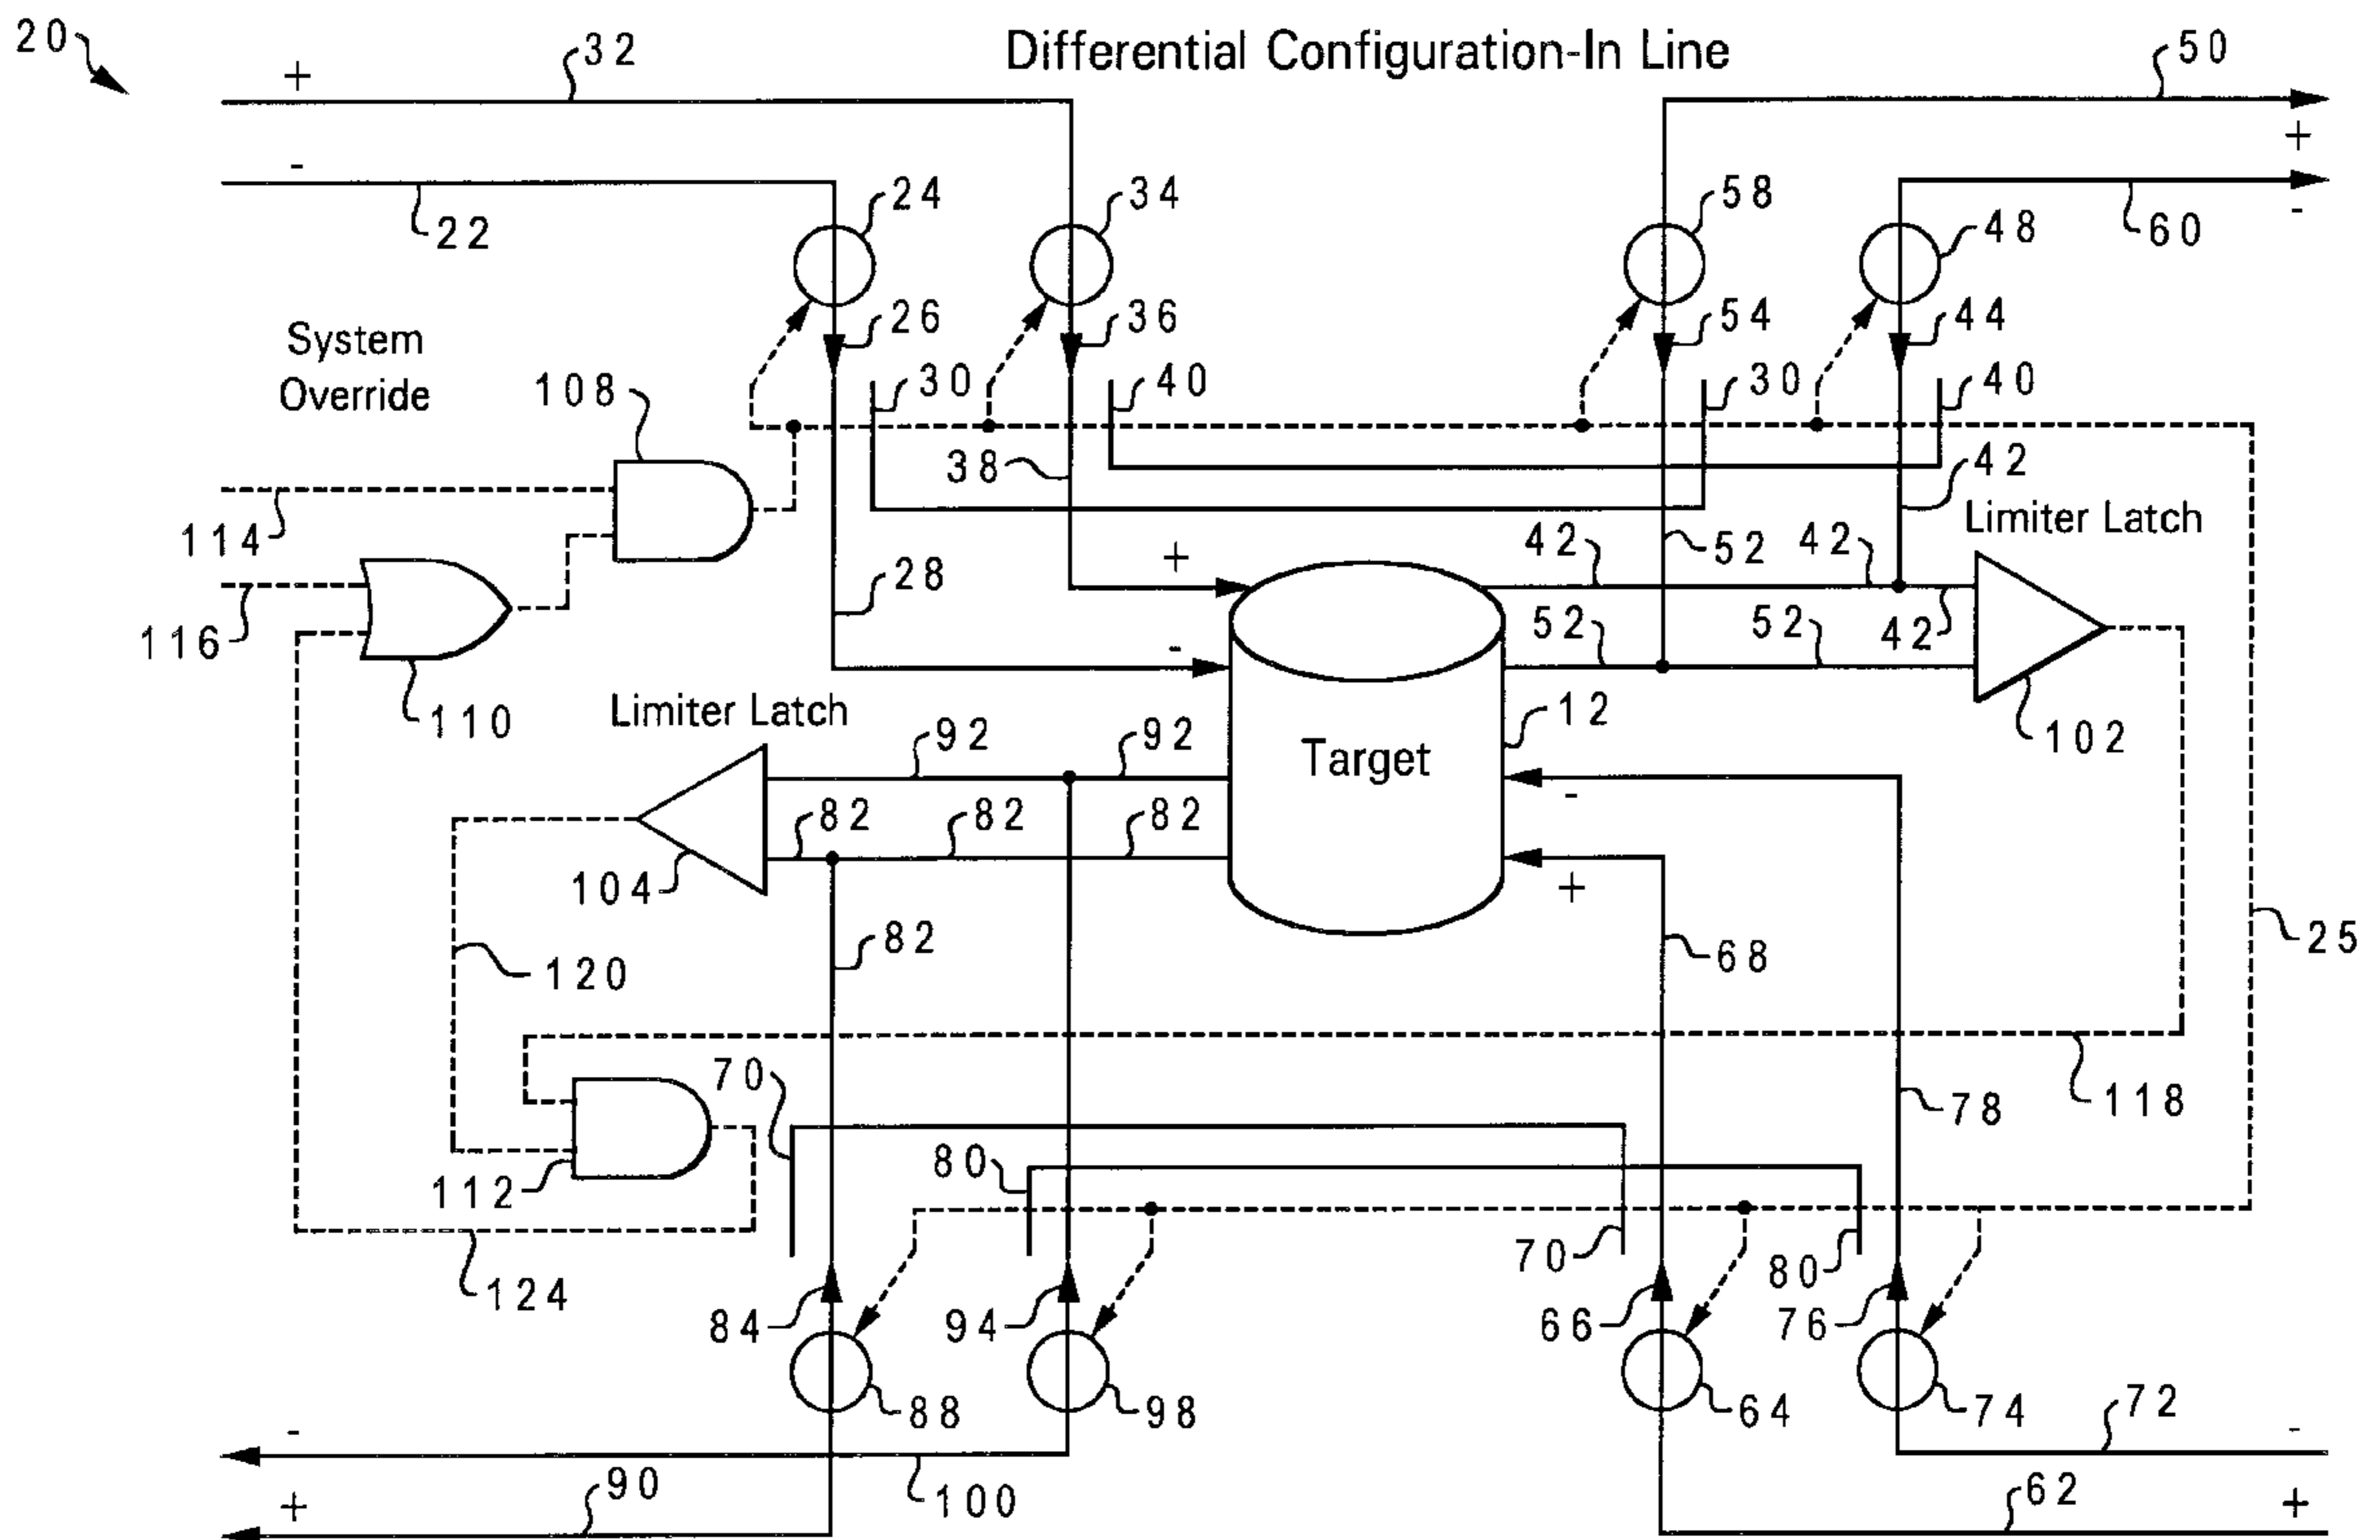 20
Differential Configuration-In Line
+ 32 50
+
- 22 24 34 58 48 60 -
26 36 54 44
System
Override
108 30 40 30 40
38 42
114
Limiter Latch
+ 42 42 52
28
116 - 52 52 42
110
Limiter Latch
12
102
92 92 Target
-
82 82 82
104 +
82 25
120 68
70 78 118
80
112
70 80
124
84 94 66 76
88 98 64 74
72
- -
90 100 62
+ +